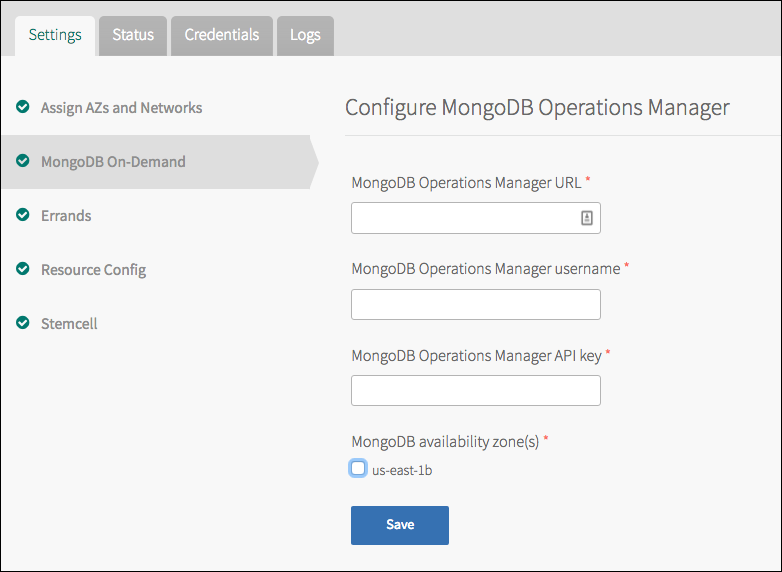 Settings
Status
Credentials
Logs
Assign AZs and Networks
MongoDB On-Demand
Errands
Resource Config
Stemcell
Configure MongoDB Operations Manager
MongoDB Operations Manager URL *
MongoDB Operations Manager username *
MongoDB Operations Manager API key *
MongoDB availability zone(s) *
us-east-1b
Save